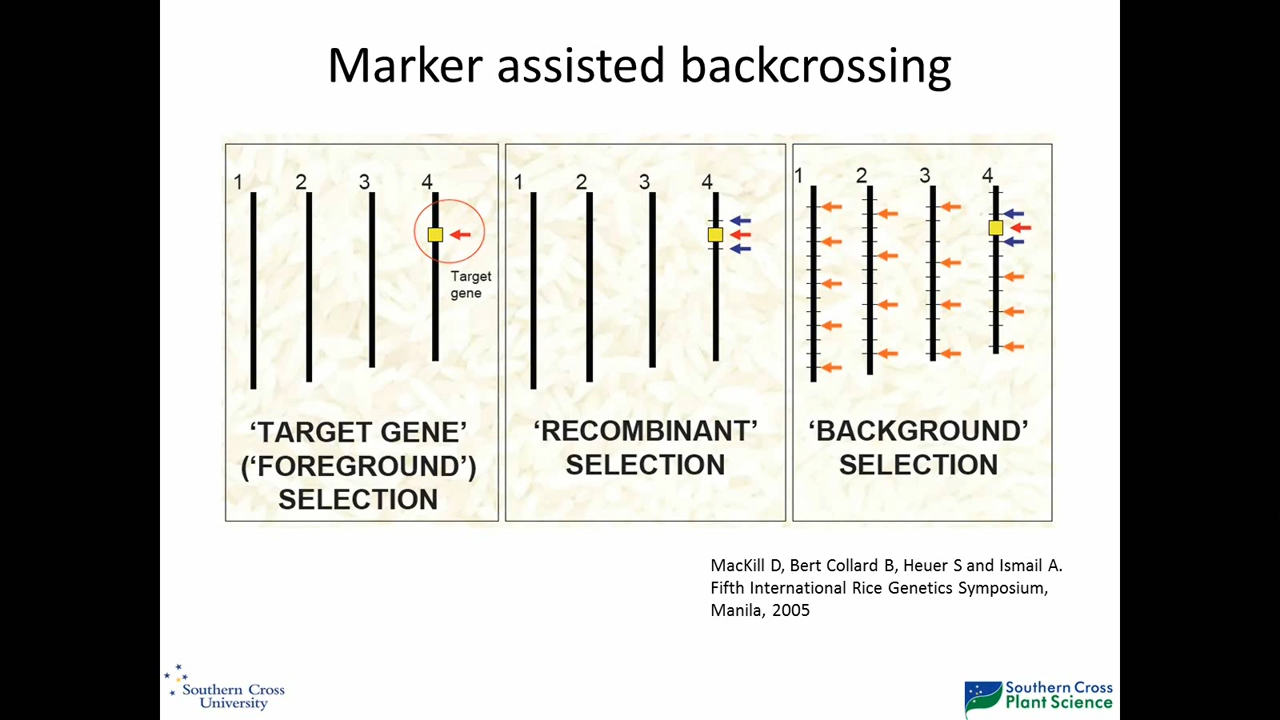 Marker assisted backcrossing
1 2 3 4
Target
gene
‘TARGET GENE’
(‘FOREGROUND’)
SELECTION
1 2 3 4
‘RECOMBINANT’
SELECTION
1 2 3 4
‘BACKGROUND’
SELECTION
MacKill D, Bert Collard B, Heuer S and Ismail A.
Fifth International Rice Genetics Symposium,
Manila, 2005
Southern Cross
University
Southern Cross
Plant Science